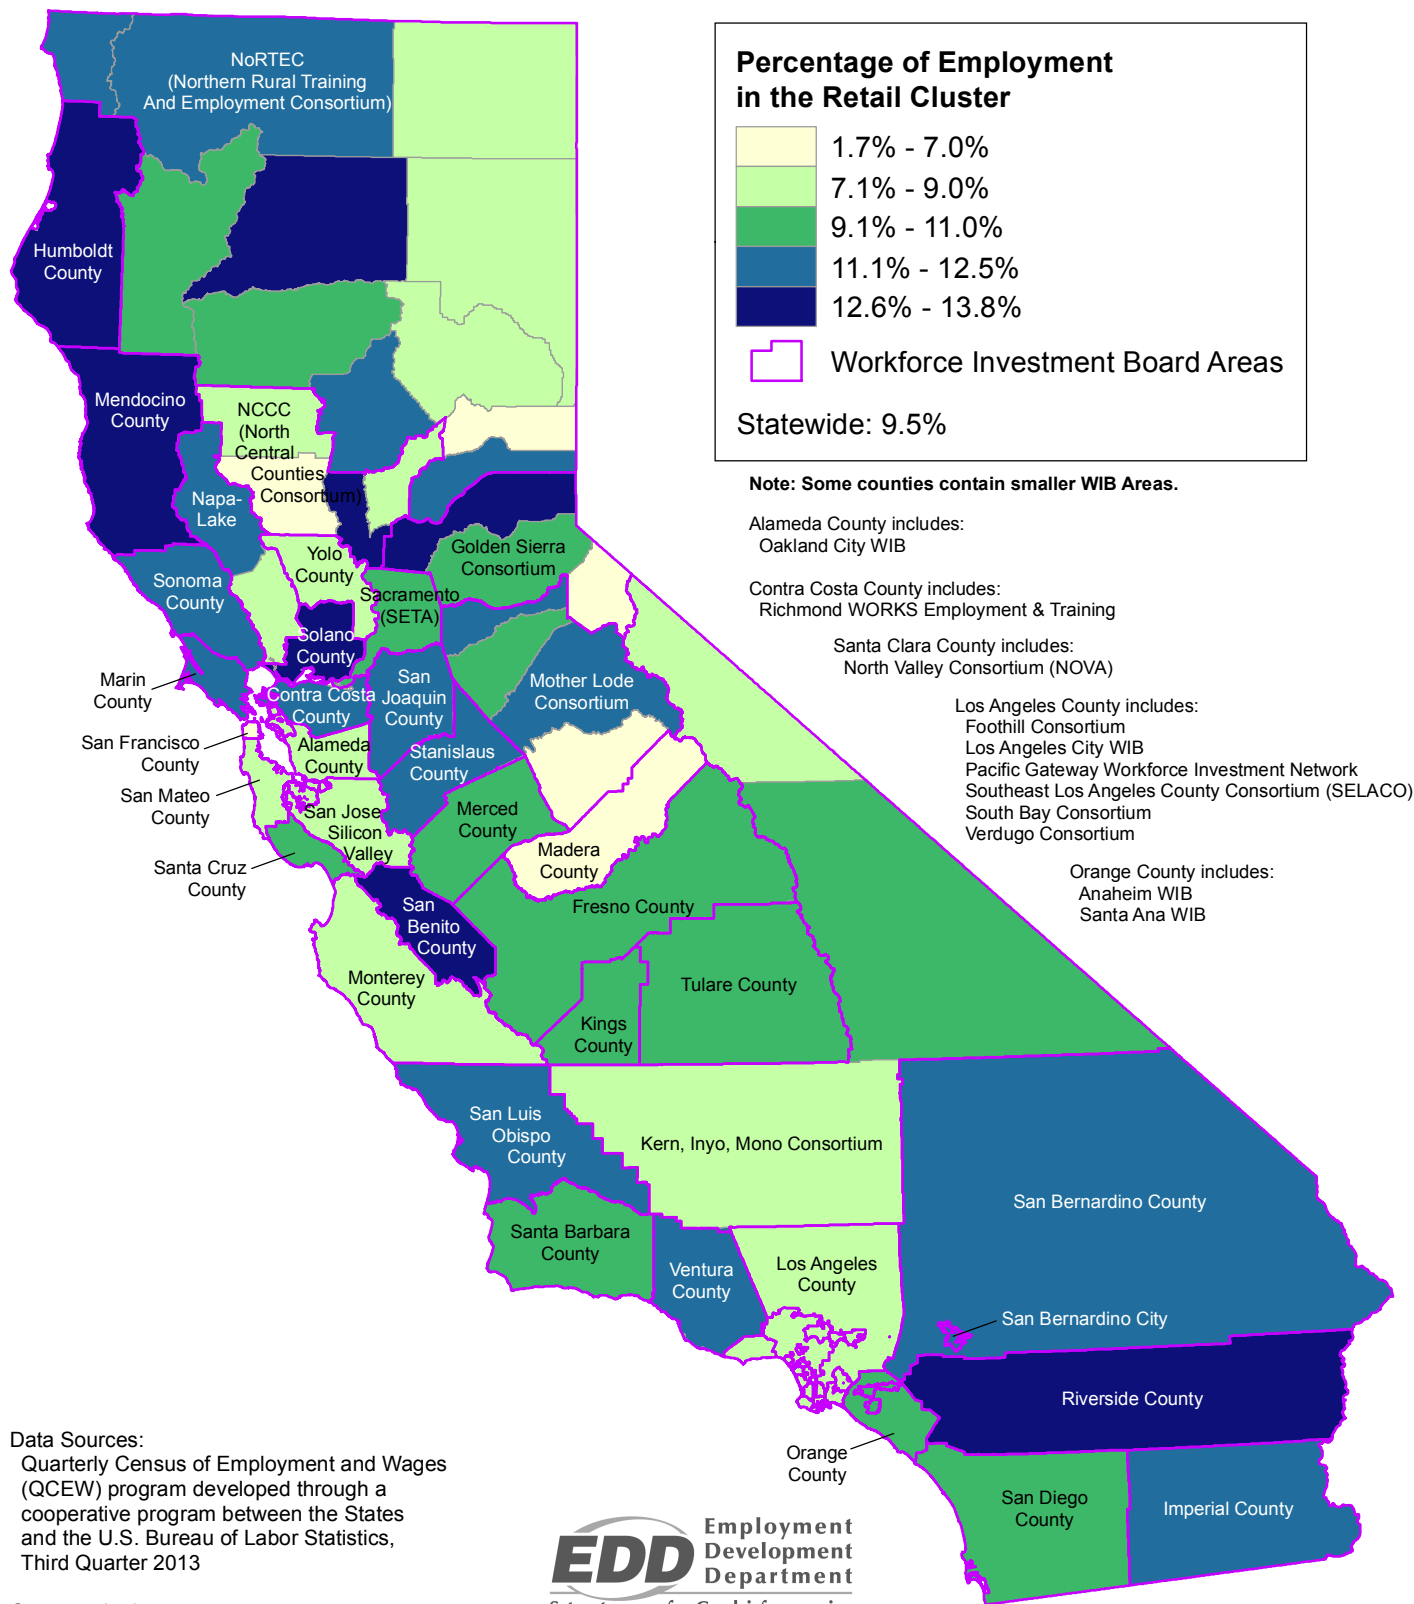 Percentage of Employment
in the Retail Cluster
1.7% - 7.0%
7.1% - 9.0%
9.1% - 11.0%
11.1% - 12.5%
12.6% - 13.8%
Workforce Investment Board Areas
Statewide: 9.5%
Note: Some counties contain smaller WIB Areas.
Alameda County includes:
Oakland City WIB
Contra Costa County includes:
Richmond WORKS Employment & Training
Santa Clara County includes:
North Valley Consortium (NOVA)
Los Angeles County includes:
Foothill Consortium
Los Angeles City WIB
Pacific Gateway Workforce Investment Network
Southeast Los Angeles County Consortium (SELACO)
South Bay Consortium
Verdugo Consortium
Orange County includes:
Anaheim WIB
Santa Ana WIB
NoRTEC
(Northern Rural Training
And Employment Consortium)
Humboldt
County
Mendocino
County
NCCC
(North
Central
Counties
Consortium)
Napa-
Lake
Yolo
County
Golden Sierra
Consortium
Sonoma
County
Sacramento
(SETA)
Solano
County
Marin
County
Contra Costa
County
San
Joaquin
County
Mother Lode
Consortium
San Francisco
County
Alameda
County
Stanislaus
County
San Mateo
County
San Jose
Silicon
Valley
Merced
County
Santa Cruz
County
Madera
County
San
Benito
County
Fresno County
Monterey
County
Tulare County
Kings
County
San Luis
Obispo
County
Kern, Inyo, Mono Consortium
San Bernardino County
Santa Barbara
County
Ventura
County
Los Angeles
County
San Bernardino City
Riverside County
Orange
County
San Diego
County
Imperial County
Data Sources:
Quarterly Census of Employment and Wages
(QCEW) program developed through a
cooperative program between the States
and the U.S. Bureau of Labor Statistics,
Third Quarter 2013
EDD
Employment
Development
Department